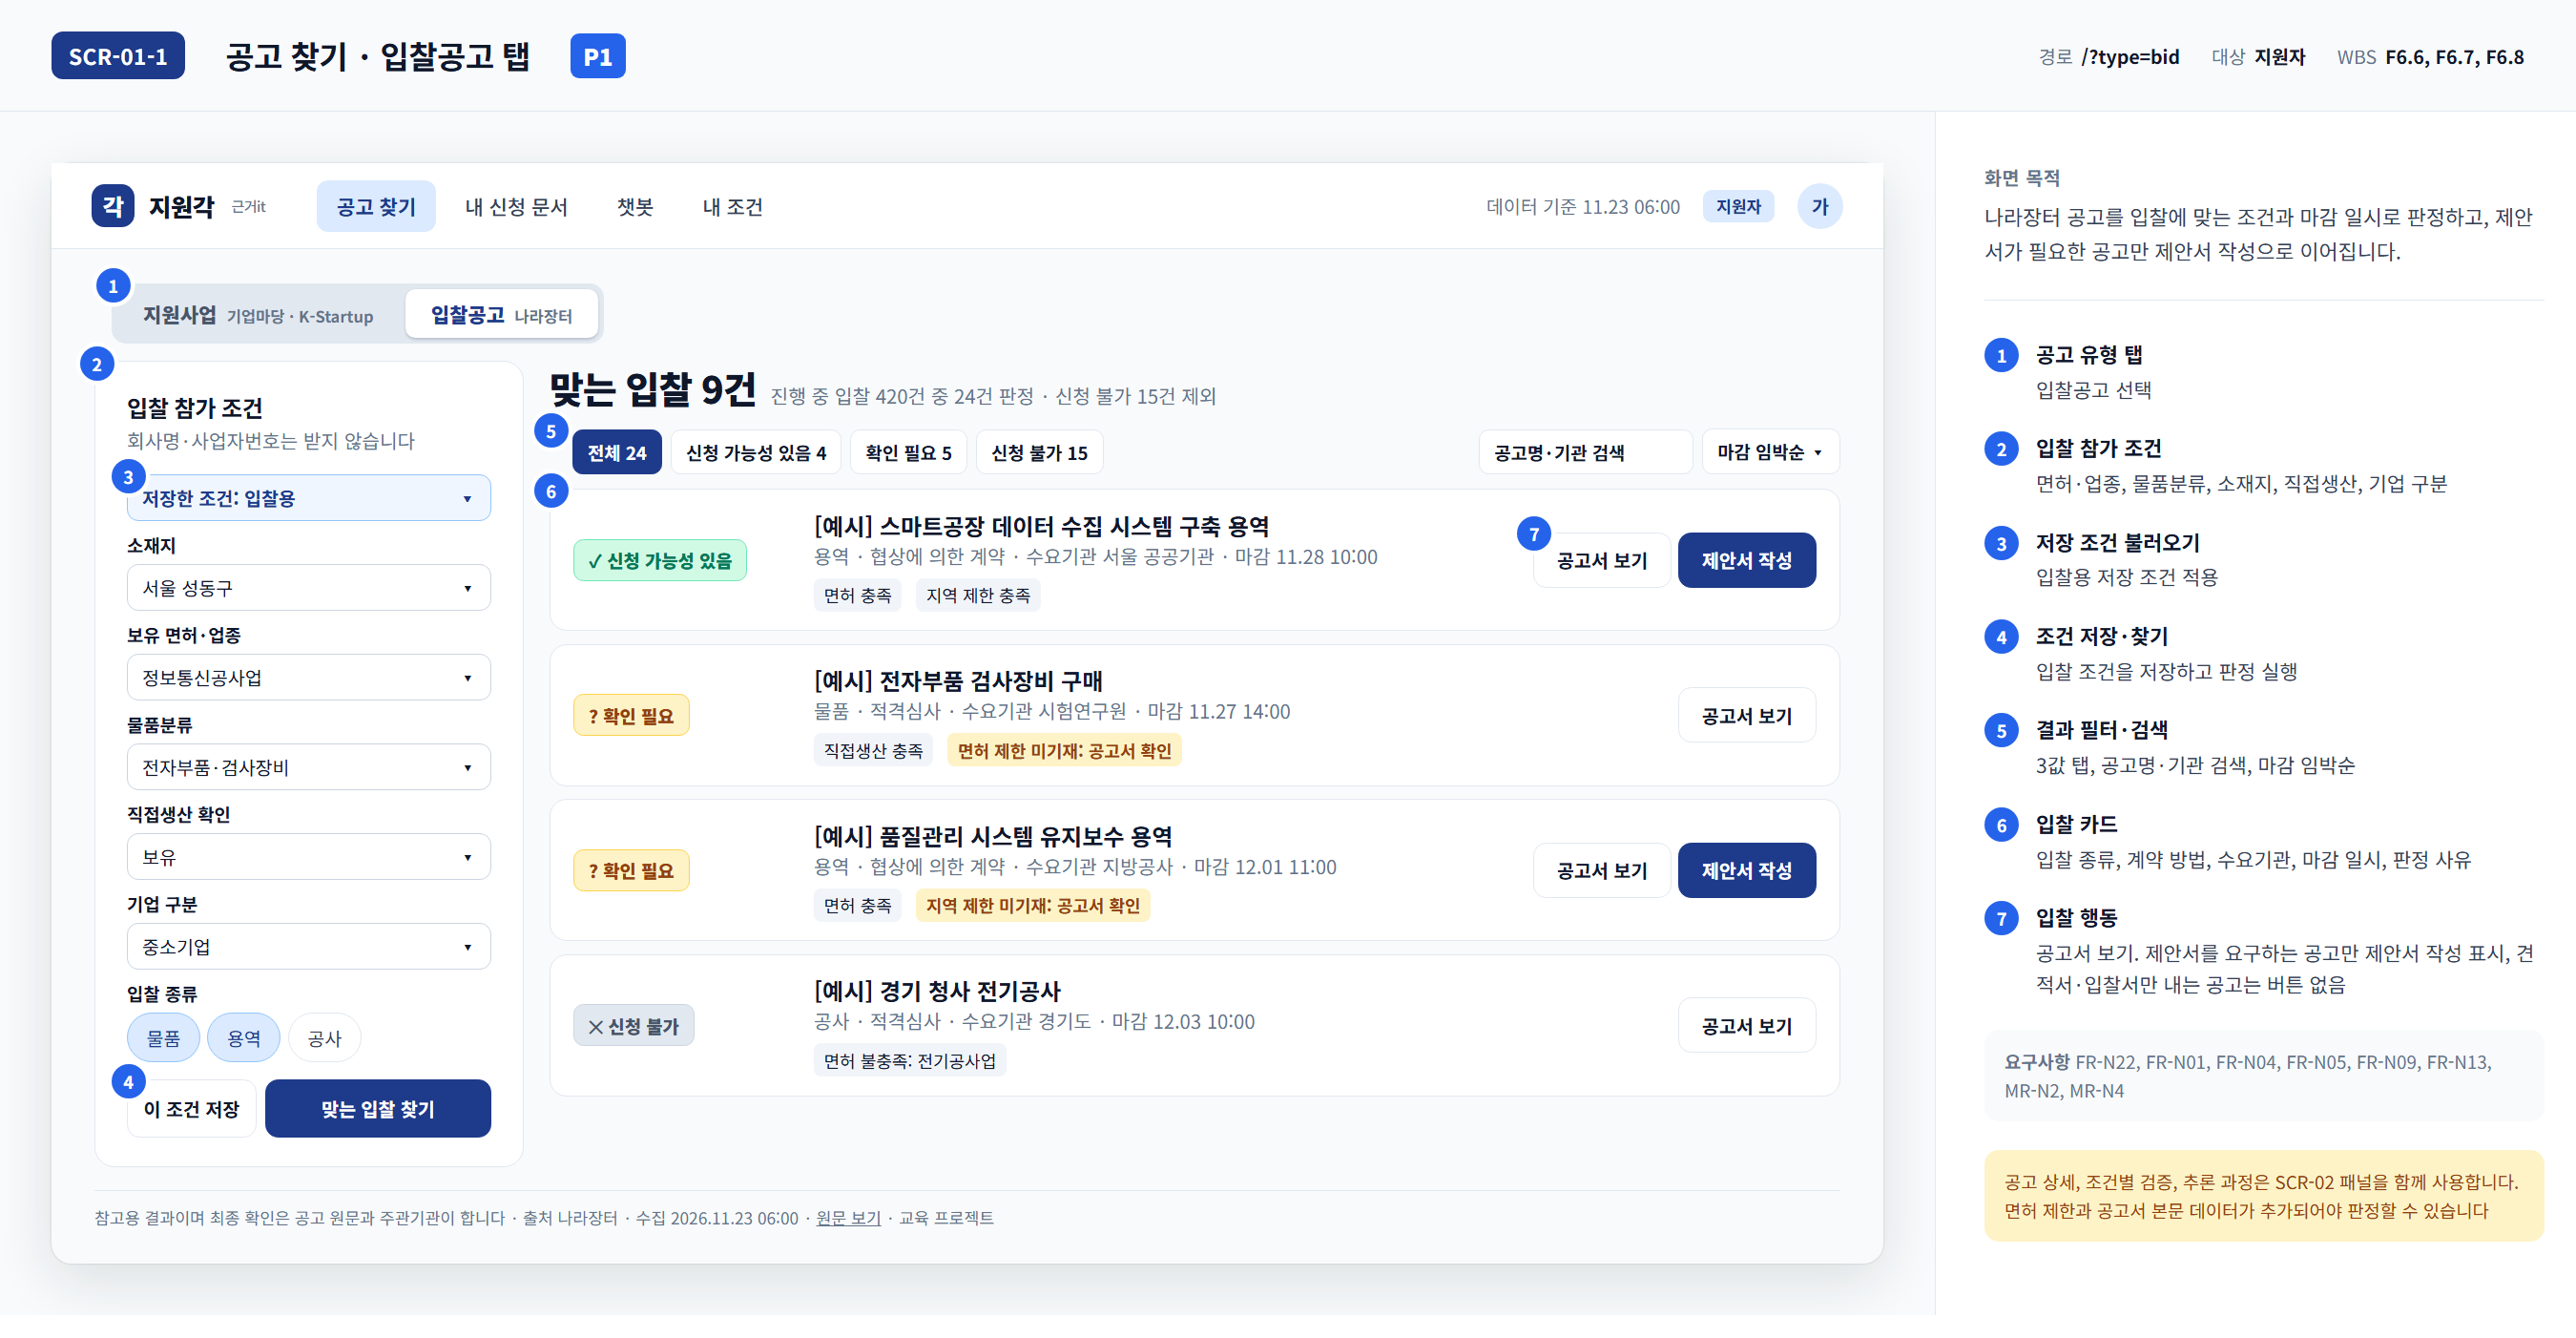 SCR-01-1 공고 찾기 · 입찰공고 탭 P1 경로 /?type=bid 대상 지원자 WBS F6.6, F6.7, F6.8
각 지원각 근거it 공고 찾기 내 신청 문서 챗봇 내 조건 데이터 기준 11.23 06:00 지원자 가
1
지원사업 기업마당 · K-Startup 입찰공고 나라장터
2
입찰 참가 조건
회사명·사업자번호는 받지 않습니다
3
저장한 조건: 입찰용 ▼
소재지
서울 성동구 ▼
보유 면허·업종
정보통신공사업 ▼
물품분류
전자부품·검사장비 ▼
직접생산 확인
보유 ▼
기업 구분
중소기업 ▼
입찰 종류
물품 용역 공사
4
이 조건 저장 맞는 입찰 찾기
맞는 입찰 9건 진행 중 입찰 420건 중 24건 판정 · 신청 불가 15건 제외
5
전체 24 신청 가능성 있음 4 확인 필요 5 신청 불가 15 공고명·기관 검색 마감 임박순 ▼
6
✓ 신청 가능성 있음
[예시] 스마트공장 데이터 수집 시스템 구축 용역
용역 · 협상에 의한 계약 · 수요기관 서울 공공기관 · 마감 11.28 10:00
면허 충족 지역 제한 충족
7
공고서 보기 제안서 작성
? 확인 필요
[예시] 전자부품 검사장비 구매
물품 · 적격심사 · 수요기관 시험연구원 · 마감 11.27 14:00
직접생산 충족 면허 제한 미기재: 공고서 확인
공고서 보기
? 확인 필요
[예시] 품질관리 시스템 유지보수 용역
용역 · 협상에 의한 계약 · 수요기관 지방공사 · 마감 12.01 11:00
면허 충족 지역 제한 미기재: 공고서 확인
공고서 보기 제안서 작성
✕ 신청 불가
[예시] 경기 청사 전기공사
공사 · 적격심사 · 수요기관 경기도 · 마감 12.03 10:00
면허 불충족: 전기공사업
공고서 보기
참고용 결과이며 최종 확인은 공고 원문과 주관기관이 합니다 · 출처 나라장터 · 수집 2026.11.23 06:00 · 원문 보기 · 교육 프로젝트
화면 목적
나라장터 공고를 입찰에 맞는 조건과 마감 일시로 판정하고, 제안
서가 필요한 공고만 제안서 작성으로 이어집니다.
1 공고 유형 탭
입찰공고 선택
2 입찰 참가 조건
면허·업종, 물품분류, 소재지, 직접생산, 기업 구분
3 저장 조건 불러오기
입찰용 저장 조건 적용
4 조건 저장·찾기
입찰 조건을 저장하고 판정 실행
5 결과 필터·검색
3값 탭, 공고명·기관 검색, 마감 임박순
6 입찰 카드
입찰 종류, 계약 방법, 수요기관, 마감 일시, 판정 사유
7 입찰 행동
공고서 보기. 제안서를 요구하는 공고만 제안서 작성 표시, 견
적서·입찰서만 내는 공고는 버튼 없음
요구사항 FR-N22, FR-N01, FR-N04, FR-N05, FR-N09, FR-N13,
MR-N2, MR-N4
공고 상세, 조건별 검증, 추론 과정은 SCR-02 패널을 함께 사용합니다.
면허 제한과 공고서 본문 데이터가 추가되어야 판정할 수 있습니다